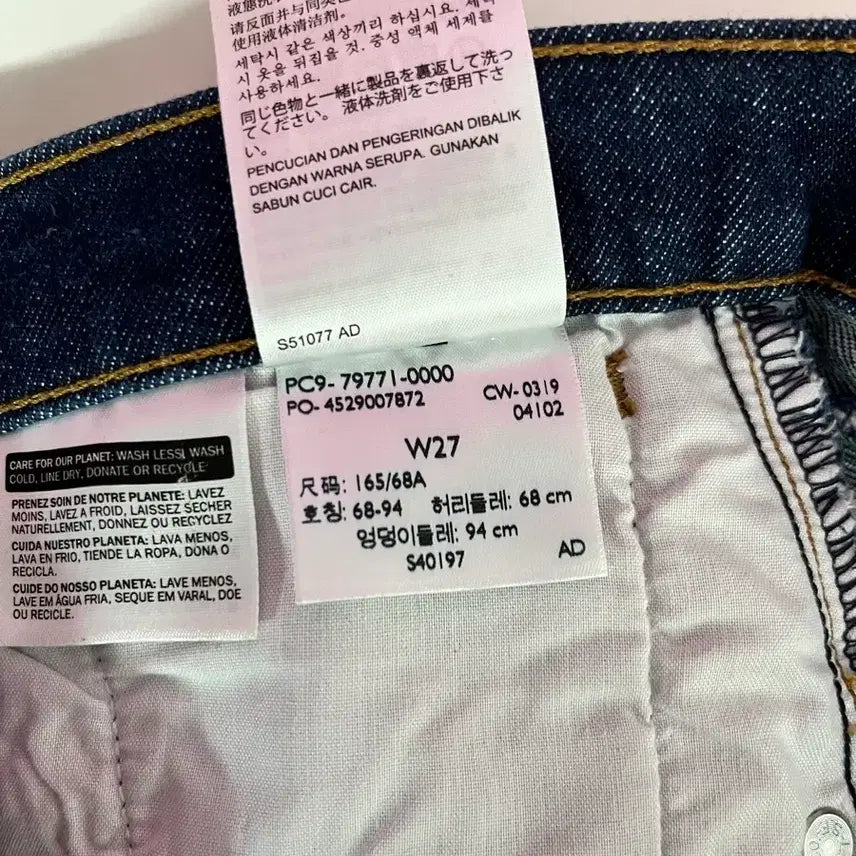 请反面并与同类
使用液体清洁剂.
세탁시 같은 색상끼리 하십시요. 세탁
시 옷을 뒤집을 것. 중성 액체 세제를
사용하세요.
同じ色物と一緒に製品を裏返して洗っ
てください。 液体洗剤をご使用下さ
い。
PENCUCIAN DAN PENGERINGAN DIBALIK
DENGAN WARNA SERUPA. GUNAKAN
SABUN CUCI CAIR.
S51077 AD
PC9- 79771-0000
PO- 4529007872
CW- 0319
04102
W27
尺码: 165/68A
호칭: 68-94 허리둘레: 68 cm
엉덩이둘레: 94 cm
S40197
AD
CARE FOR OUR PLANET: WASH LESS, WASH
COLD, LINE DRY, DONATE OR RECYCLE
PRENEZ SOIN DE NOTRE PLANETE: LAVEZ
MOINS, LAVEZ A FROID, LAISSEZ SECHER
NATURELLEMENT, DONNEZ OU RECYCLEZ
CUIDA NUESTRO PLANETA: LAVA MENOS,
LAVA EN FRIO, TIENDE LA ROPA, DONA O
RECICLA.
CUIDE DO NOSSO PLANETA: LAVE MENOS,
LAVE EM ÁGUA FRIA, SEQUE EM VARAL, DOE
OU RECICLE.